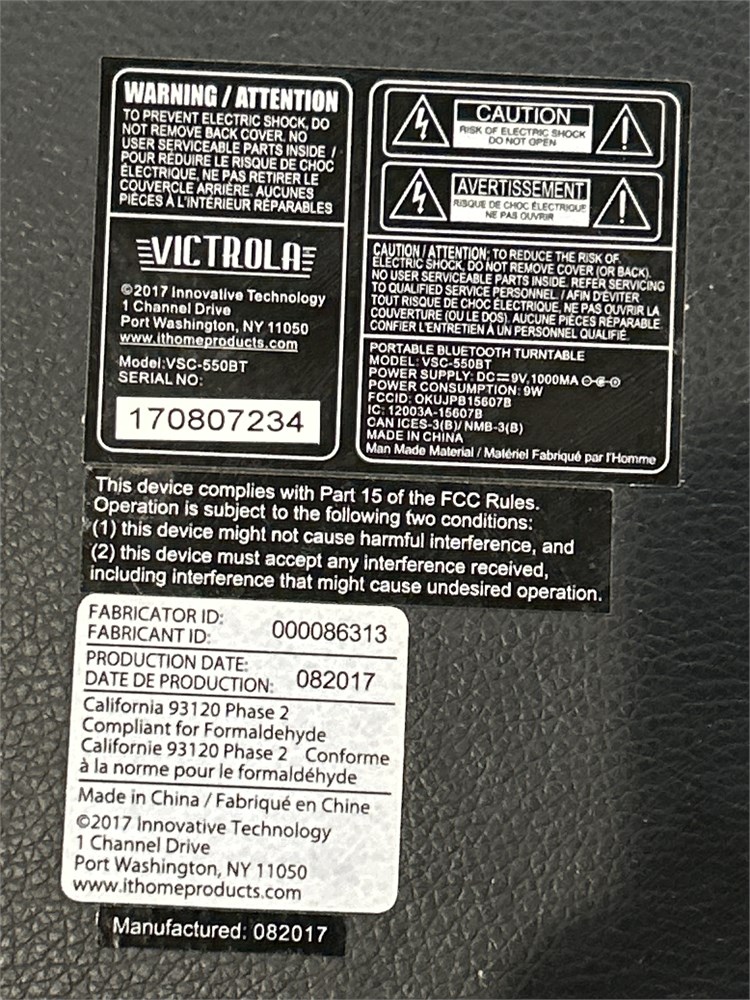 WARNING / ATTENTION
TO PREVENT ELECTRIC SHOCK, DO
NOT REMOVE BACK COVER. NO
USER SERVICEABLE PARTS INSIDE /
POUR RÉDUIRE LE RISQUE DE CHOC
ÉLECTRIQUE, NE PAS RETIRER LE
COUVERCLE ARRIÈRE. AUCUNES
PIÈCES À L'INTÉRIEUR RÉPARABLES
VICTROLA
©2017 Innovative Technology
1 Channel Drive
Port Washington, NY 11050
www.ithomeproducts.com
Model:VSC-550BT
SERIAL NO:
170807234
CAUTION
RISK OF ELECTRIC SHOCK
DO NOT OPEN
AVERTISSEMENT
RISQUE DE CHOC ÉLECTRIQUE
NE PAS OUVRIR
CAUTION / ATTENTION: TO REDUCE THE RISK OF
ELECTRIC SHOCK, DO NOT REMOVE COVER (OR BACK).
NO USER SERVICEABLE PARTS INSIDE. REFER SERVICING
TO QUALIFIED SERVICE PERSONNEL. / AFIN D'ÉVITER
TOUT RISQUE DE CHOC ÉLECTRIQUE, NE PAS OUVRIR LA
COUVERTURE (OU LE DOS). AUCUNE PIÈCES RÉPARABLE.
CONFIER L'ENTRETIEN À UN PERSONNEL QUALIFIÉ.
PORTABLE BLUETOOTH TURNTABLE
MODEL: VSC-550BT
POWER SUPPLY: DC 9V,1000MA
POWER CONSUMPTION: 9W
FCCID: OKUJPB15607B
IC: 12003A-15607B
CAN ICES-3(B)/ NMB-3(B)
MADE IN CHINA
Man Made Material / Matériel Fabriqué par l'Homme
This device complies with Part 15 of the FCC Rules.
Operation is subject to the following two conditions:
(1) this device might not cause harmful interference, and
(2) this device must accept any interference received,
including interference that might cause undesired operation.
FABRICATOR ID:
FABRICANT ID: 000086313
PRODUCTION DATE:
DATE DE PRODUCTION: 082017
California 93120 Phase 2
Compliant for Formaldehyde
Californie 93120 Phase 2 Conforme
à la norme pour le formaldéhyde
Made in China / Fabriqué en Chine
©2017 Innovative Technology
1 Channel Drive
Port Washington, NY 11050
www.ithomeproducts.com
Manufactured: 082017